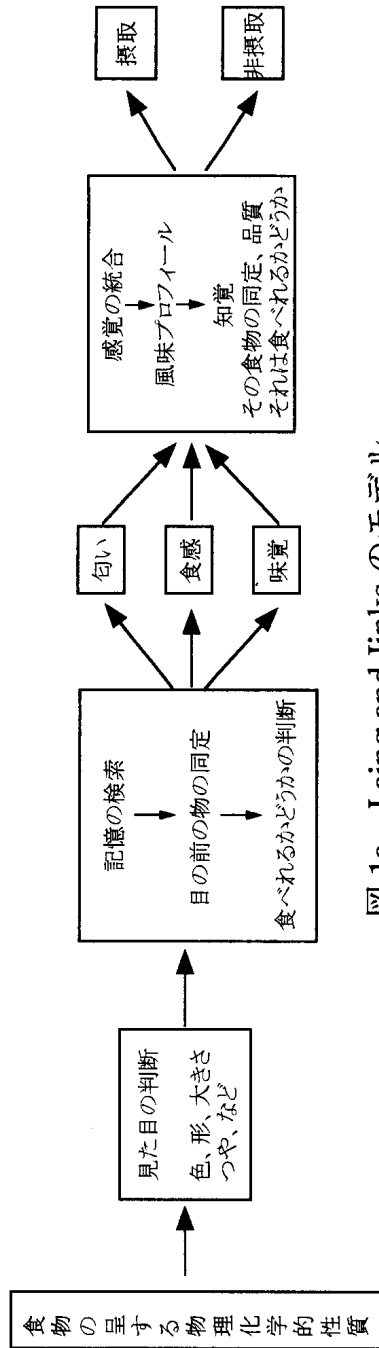 食物の呈する物理化学的性質
見た目の判断
色、形、大きさ
つや、など
記憶の検索
目の前の物の同定
食べれるかどうかの判断
匂い
食感
味覚
感覚の統合
風味プロフィール
知覚
その食物の同定、品質
それは食べれるかどうか
摂取
非摂取
図 1a Laing and Jinks のモデル